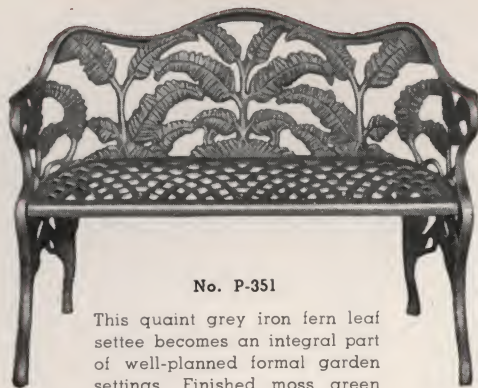 No. P-351
This quaint grey iron fern leaf
settee becomes an integral part
of well-planned formal garden
settings. Finished moss green